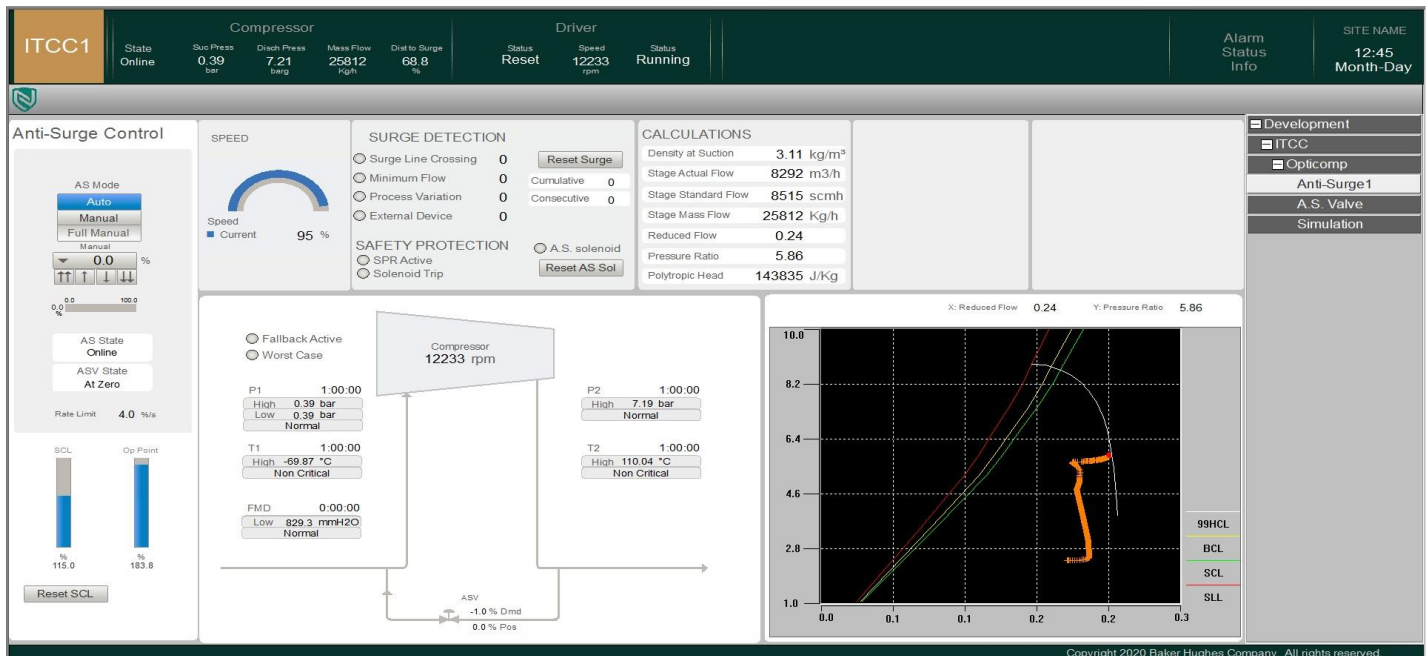 ITCC1
State
Online
Compressor
Suc Press
0.39
bar
Disch Press
7.21
barg
Mass Flow
25812
Kg/h
Dist to Surge
68.8
%
Driver
Status
Reset
Speed
12233
rpm
Status
Running
Alarm
Status
Info
SITE NAME
12:45
Month-Day
Anti-Surge Control
AS Mode
Auto
Manual
Full Manual
Manual
0.0 %
0.0 100.0
0.0
%
AS State
Online
ASV State
At Zero
Rate Limit 4.0 %/s
SCL Op Point
% %
115.0 183.8
Reset SCL
SPEED
Speed
Current 95 %
SURGE DETECTION
Surge Line Crossing 0 Reset Surge
Minimum Flow 0 Cumulative 0
Process Variation 0 Consecutive 0
External Device 0
SAFETY PROTECTION
SPR Active
Solenoid Trip
A.S. solenoid
Reset AS Sol
CALCULATIONS
Density at Suction 3.11 kg/m³
Stage Actual Flow 8292 m3/h
Stage Standard Flow 8515 scmh
Stage Mass Flow 25812 Kg/h
Reduced Flow 0.24
Pressure Ratio 5.86
Polytropic Head 143835 J/Kg
Fallback Active
Worst Case
Compressor
12233 rpm
P1 1:00:00
High 0.39 bar
Low 0.39 bar
Normal
T1 1:00:00
High -69.87 °C
Non Critical
FMD 0:00:00
Low 829.3 mmH2O
Normal
P2 1:00:00
High 7.19 bar
Normal
T2 1:00:00
High 110.04 °C
Non Critical
ASV
-1.0 % Dmd
0.0 % Pos
X: Reduced Flow 0.24 Y: Pressure Ratio 5.86
10.0
8.2
6.4
4.6
2.8
1.0
0.0 0.1 0.1 0.2 0.2 0.3
99HCL
BCL
SCL
SLL
Development
ITCC
Opticomp
Anti-Surge1
A.S. Valve
Simulation
Copyright 2020 Baker Hughes Company. All rights reserved.